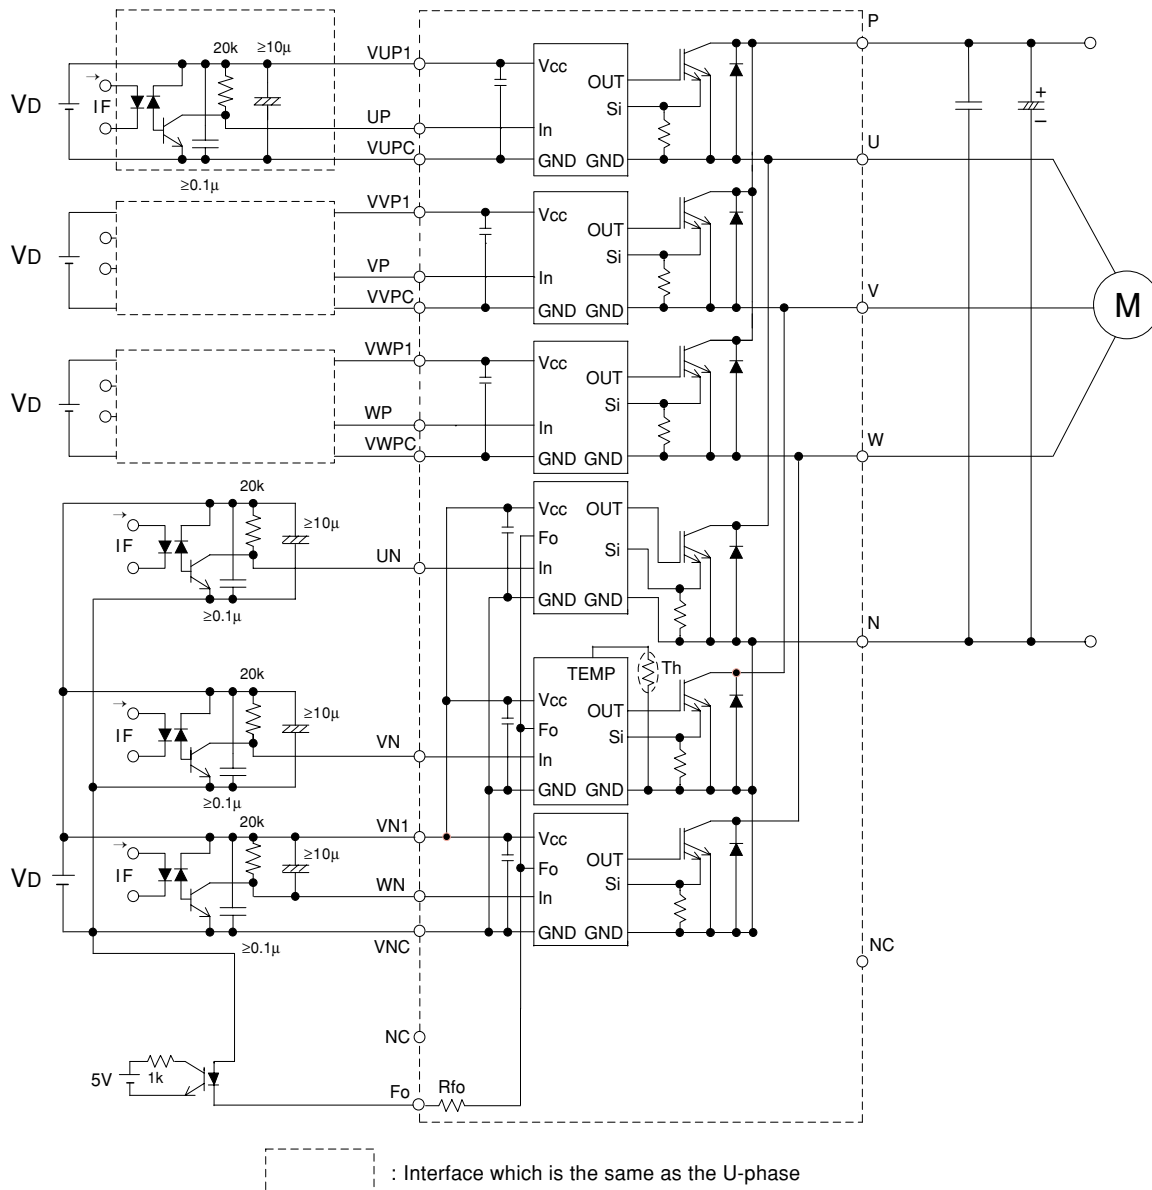 P
20k
≥10µ
VUP1
Vcc
OUT
VD
IF
Si
+
–
UP
In
U
VUPC
GND GND
≥0.1µ
VVP1
Vcc
OUT
VD
Si
VP
In
V
VVPC
GND GND
M
VWP1
Vcc
OUT
VD
Si
WP
In
W
VWPC
GND GND
20k
Vcc OUT
≥10µ
IF
Fo
UN
Si
In
GND GND
≥0.1µ
N
TEMP
Th
20k
Vcc
≥10µ
OUT
IF
Fo
VN
Si
In
GND GND
≥0.1µ
20k
VN1
Vcc
≥10µ
OUT
VD
IF
Fo
Si
WN
In
GND GND
VNC
≥0.1µ
NC
NC
5V
1k
Fo
Rfo
: Interface which is the same as the U-phase